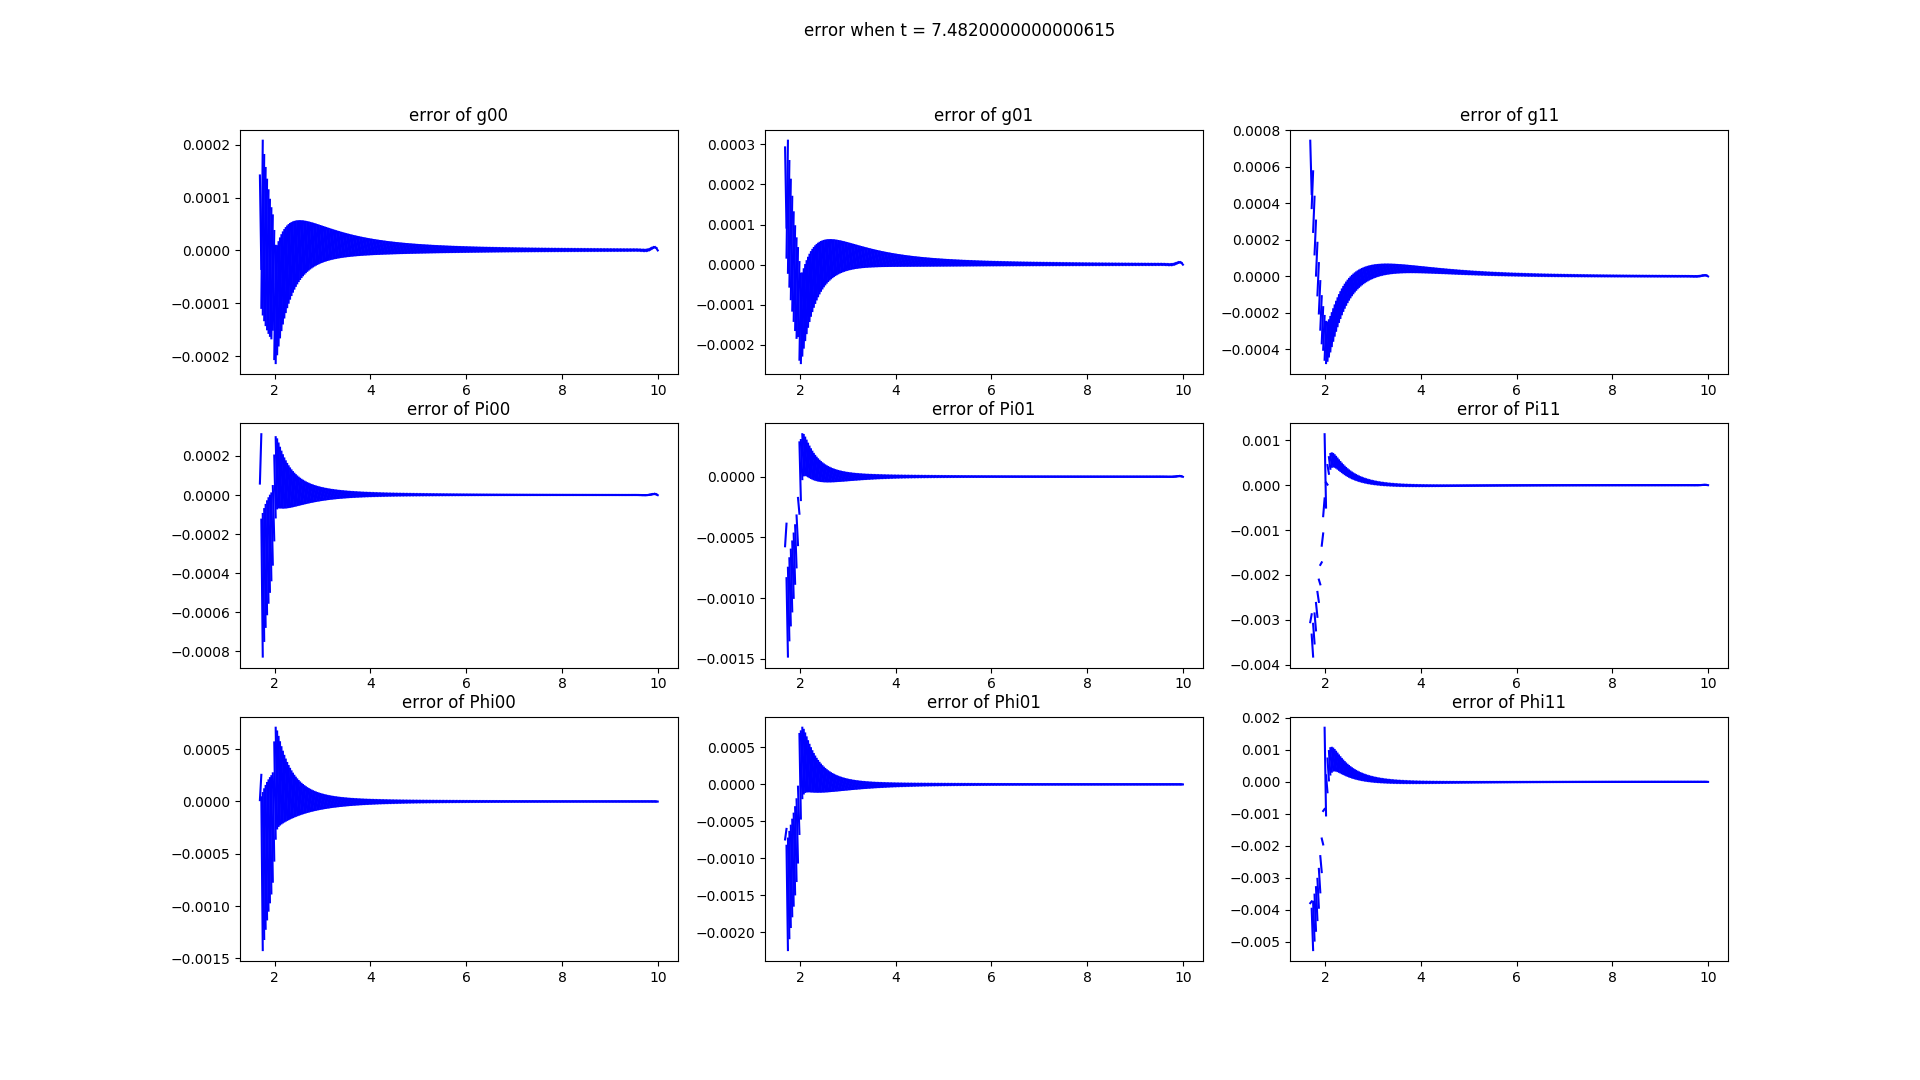 error when t = 7.4820000000000615
error of g00 error of g01 error of g11
0.0002 0.0003 0.0008
0.0001 0.0002 0.0006
0.0000 0.0001 0.0004
−0.0001 0.0000 0.0002
−0.0002 −0.0001 0.0000
−0.0002 −0.0002
−0.0004
2 4 6 8 10 2 4 6 8 10 2 4 6 8 10
error of Pi00 error of Pi01 error of Pi11
0.0002 0.0000 0.001
0.0000 −0.0005 0.000
−0.0002 −0.0010 −0.001
−0.0004 −0.0015 −0.002
−0.0006 −0.003
−0.0008 −0.004
2 4 6 8 10 2 4 6 8 10 2 4 6 8 10
error of Phi00 error of Phi01 error of Phi11
0.0005 0.0005 0.002
0.0000 0.0000 0.001
−0.0005 −0.0005 0.000
−0.0010 −0.0010 −0.001
−0.0015 −0.0015 −0.002
−0.0020 −0.003
−0.004
−0.005
2 4 6 8 10 2 4 6 8 10 2 4 6 8 10